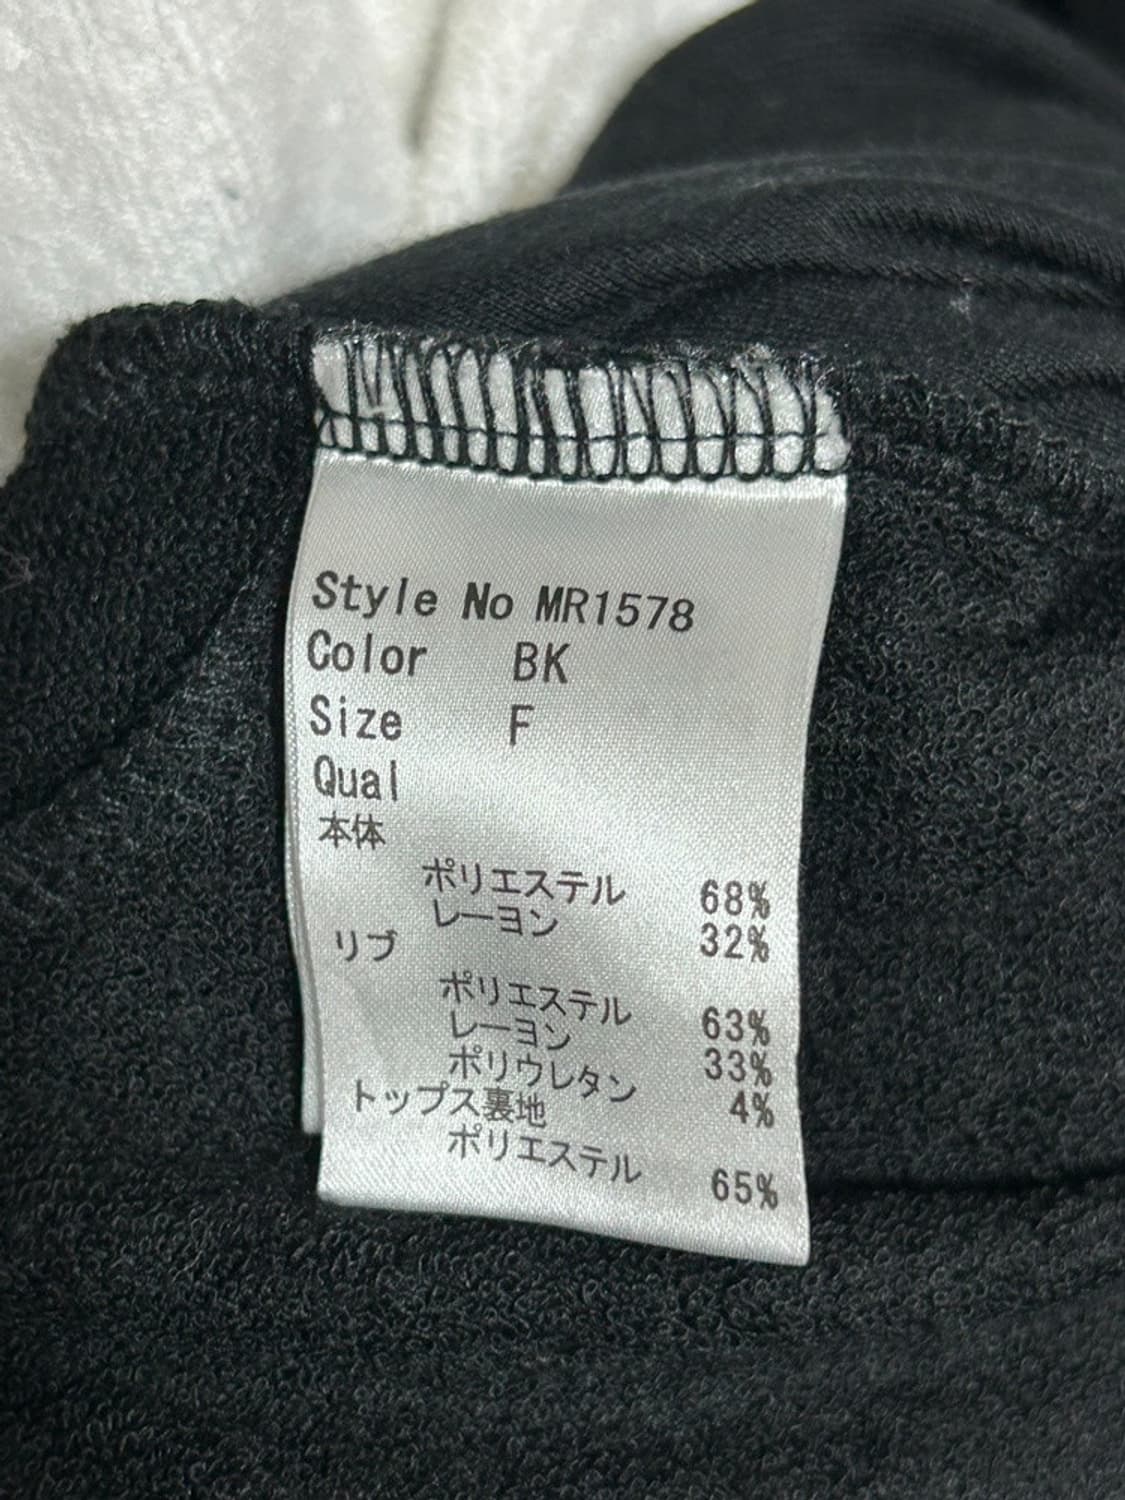 Style No MR1578
Color BK
Size F
Qual
本体
ポリエステル 68%
レーヨン 32%
リブ
ポリエステル 63%
レーヨン 33%
ポリウレタン 4%
トップス裏地
ポリエステル 65%